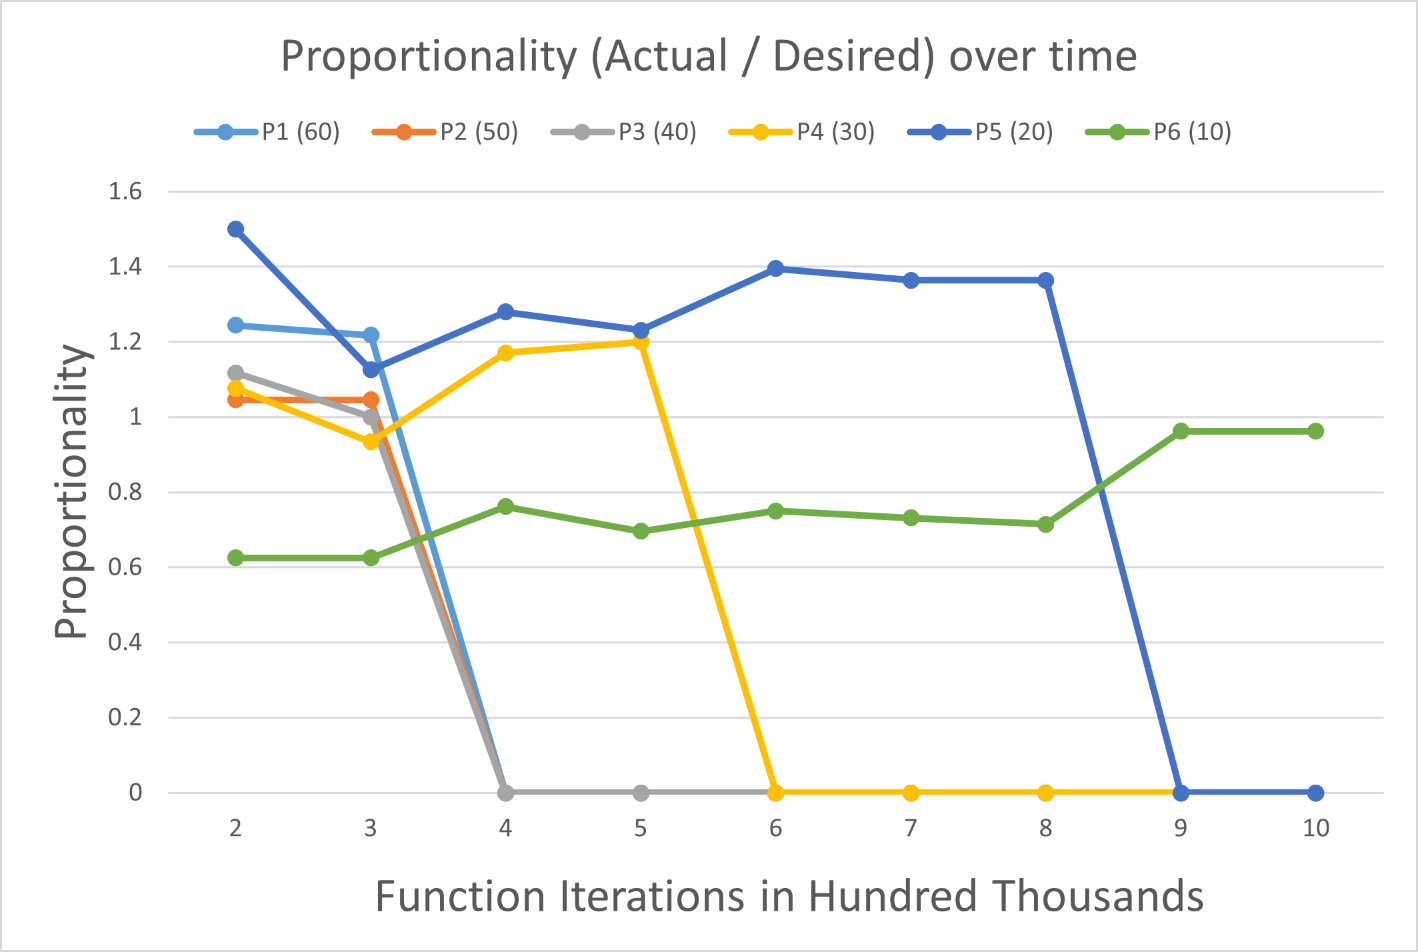 Proportionality (Actual / Desired) over time
P1 (60) P2 (50) P3 (40) P4 (30) P5 (20) P6 (10)
1.6
1.4
1.2
1
0.8
0.6
0.4
0.2
0
Proportionality
2 3 4 5 6 7 8 9 10
Function Iterations in Hundred Thousands